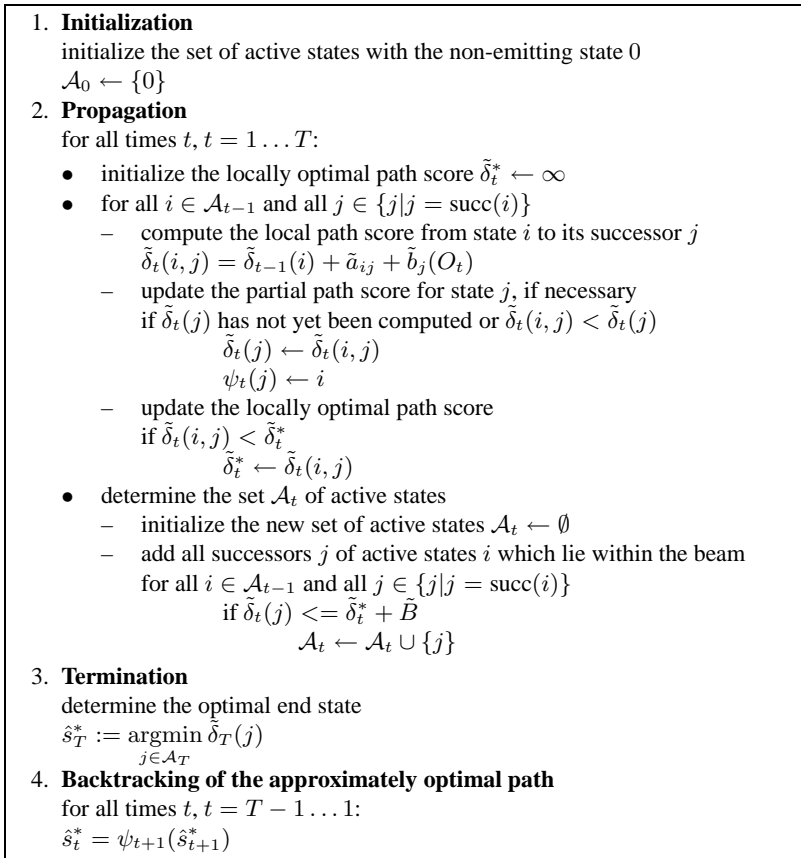 1. Initialization
initialize the set of active states with the non-emitting state 0
𝒜₀ ← {0}
2. Propagation
for all times t, t = 1 … T:
• initialize the locally optimal path score δ̃*ₜ ← ∞
• for all i ∈ 𝒜ₜ₋₁ and all j ∈ {j|j = succ(i)}
– compute the local path score from state i to its successor j
δ̃ₜ(i, j) = δ̃ₜ₋₁(i) + ãᵢⱼ + b̃ⱼ(Oₜ)
– update the partial path score for state j, if necessary
if δ̃ₜ(j) has not yet been computed or δ̃ₜ(i, j) < δ̃ₜ(j)
δ̃ₜ(j) ← δ̃ₜ(i, j)
ψₜ(j) ← i
– update the locally optimal path score
if δ̃ₜ(i, j) < δ̃*ₜ
δ̃*ₜ ← δ̃ₜ(i, j)
• determine the set 𝒜ₜ of active states
– initialize the new set of active states 𝒜ₜ ← ∅
– add all successors j of active states i which lie within the beam
for all i ∈ 𝒜ₜ₋₁ and all j ∈ {j|j = succ(i)}
if δ̃ₜ(j) <= δ̃*ₜ + B̃
𝒜ₜ ← 𝒜ₜ ∪ {j}
3. Termination
determine the optimal end state
ŝ*_T := argmin δ̃_T(j)
j∈𝒜_T
4. Backtracking of the approximately optimal path
for all times t, t = T − 1 … 1:
ŝ*ₜ = ψₜ₊₁(ŝ*ₜ₊₁)